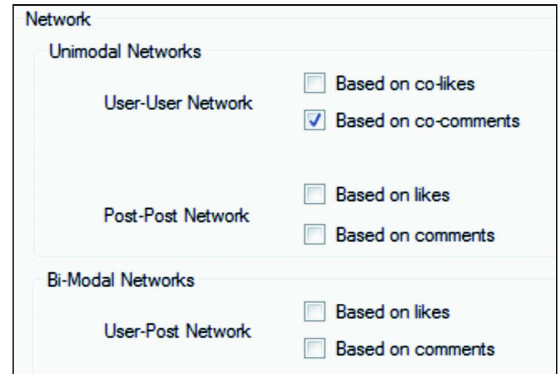 Network
Unimodal Networks
Based on co-likes
User-User Network
Based on co-comments
Based on likes
Post-Post Network
Based on comments
Bi-Modal Networks
Based on likes
User-Post Network
Based on comments